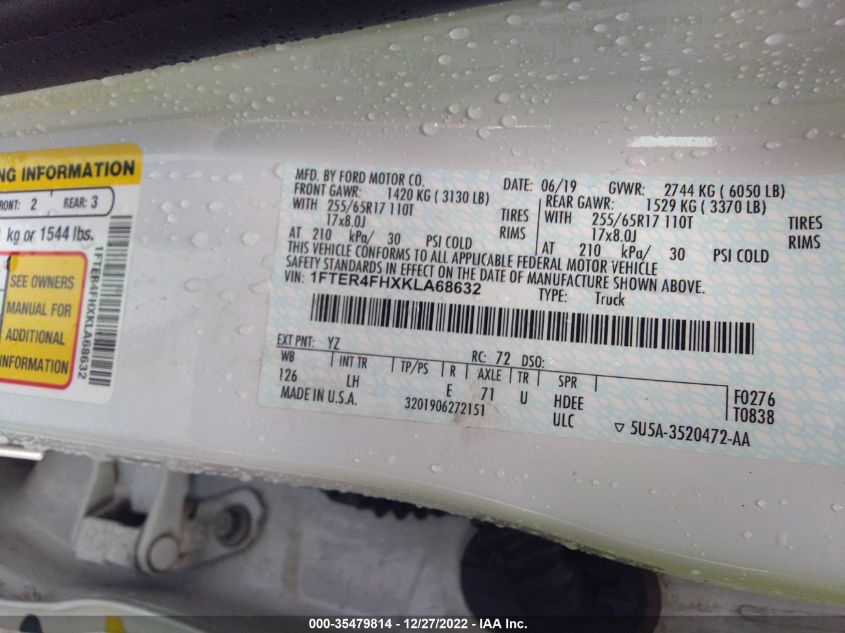 NG INFORMATION
RONT: 2 REAR: 3
kg or 1544 lbs.
SEE OWNERS
MANUAL FOR
ADDITIONAL
INFORMATION
1FTER4FHXKLA68632
MFD. BY FORD MOTOR CO. DATE: 06/19 GVWR: 2744 KG ( 6050 LB)
FRONT GAWR: 1420 KG ( 3130 LB) REAR GAWR: 1529 KG ( 3370 LB)
WITH 255/65R17 110T TIRES WITH 255/65R17 110T TIRES
17x8.0J RIMS 17x8.0J RIMS
AT 210 kPa/ 30 PSI COLD AT 210 kPa/ 30 PSI COLD
THIS VEHICLE CONFORMS TO ALL APPLICABLE FEDERAL MOTOR VEHICLE
SAFETY STANDARDS IN EFFECT ON THE DATE OF MANUFACTURE SHOWN ABOVE.
VIN: 1FTER4FHXKLA68632 TYPE: Truck
EXT PNT: YZ RC: 72 DSO:
WB INT TR TP/PS R AXLE TR SPR
126 LH E 71 U HDEE F0276
ULC T0838
MADE IN U.S.A. 3201906272151 ▽ 5U5A-3520472-AA
000-35479814 - 12/27/2022 - IAA Inc.